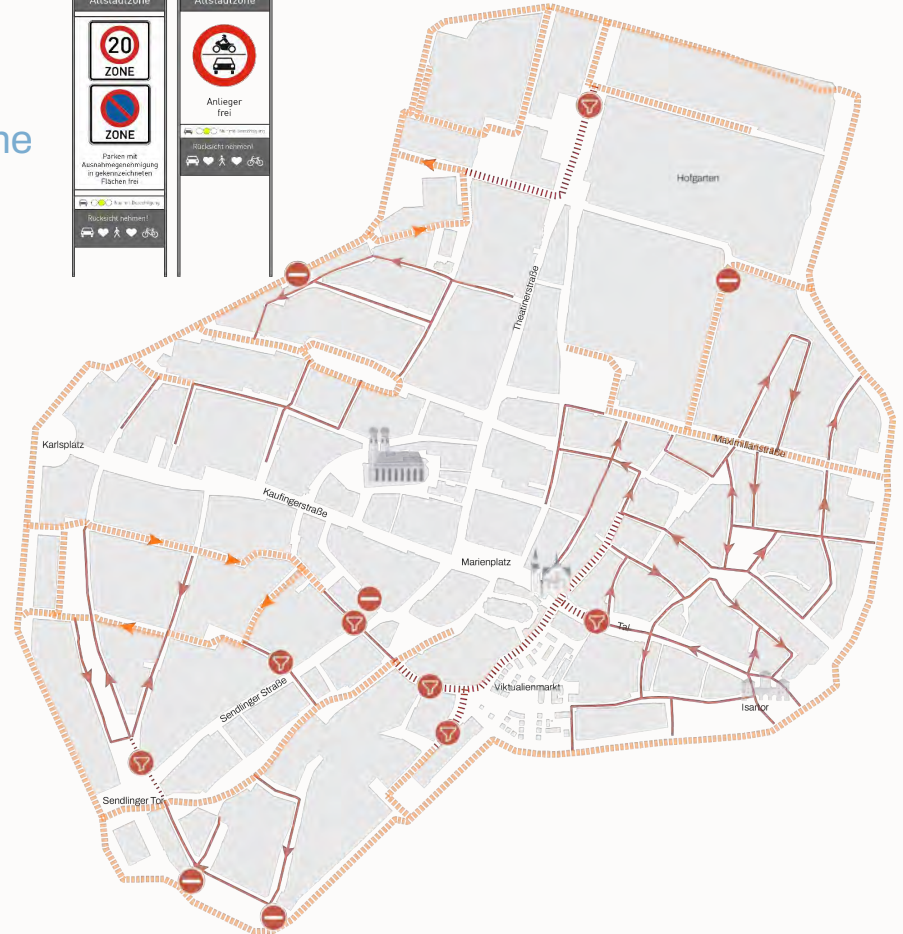 Altstadtzone
20
ZONE
ZONE
Parken mit
Ausnahmegenehmigung
in gekennzeichneten
Flächen frei
Rücksicht nehmen!
Altstadtzone
Anlieger
frei
Rücksicht nehmen!
ne
Hofgarten
Theatinerstraße
Karlsplatz
Maximilianstraße
Kaufingerstraße
Marienplatz
Tal
Sendlinger Straße
Viktualienmarkt
Isartor
Sendlinger Tor